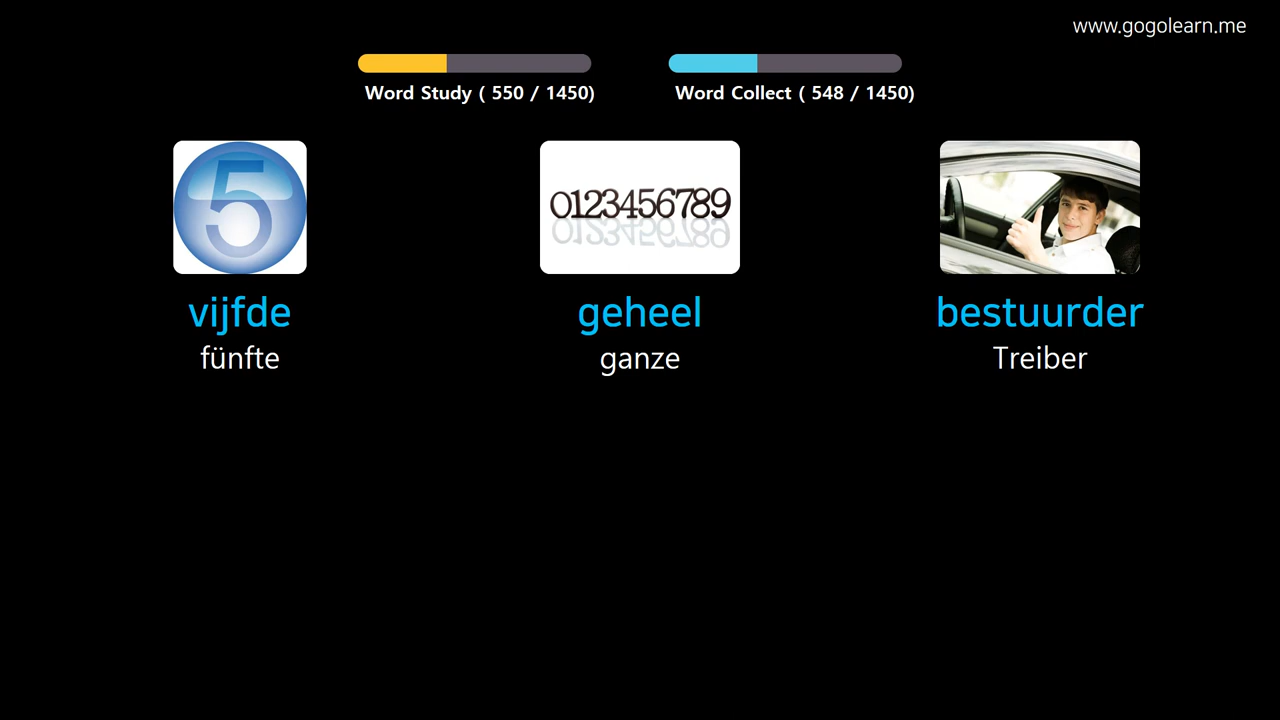 www.gogolearn.me
Word Study ( 550 / 1450)
Word Collect ( 548 / 1450)
5
0123456789
vijfde
geheel
bestuurder
fünfte
ganze
Treiber